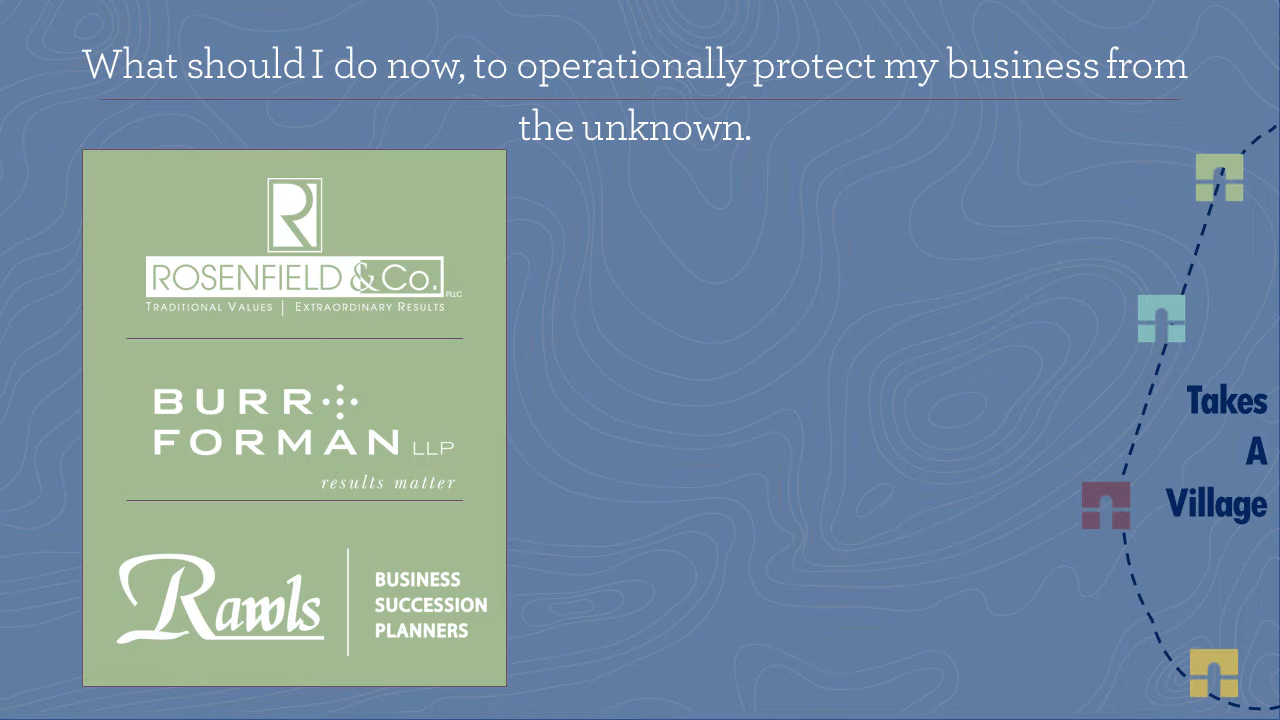 What should I do now, to operationally protect my business from
the unknown.
R
ROSENFIELD & Co. PLLC
TRADITIONAL VALUES | EXTRAORDINARY RESULTS
BURR
FORMAN LLP
results matter
Rawls
BUSINESS
SUCCESSION
PLANNERS
Takes
A
Village